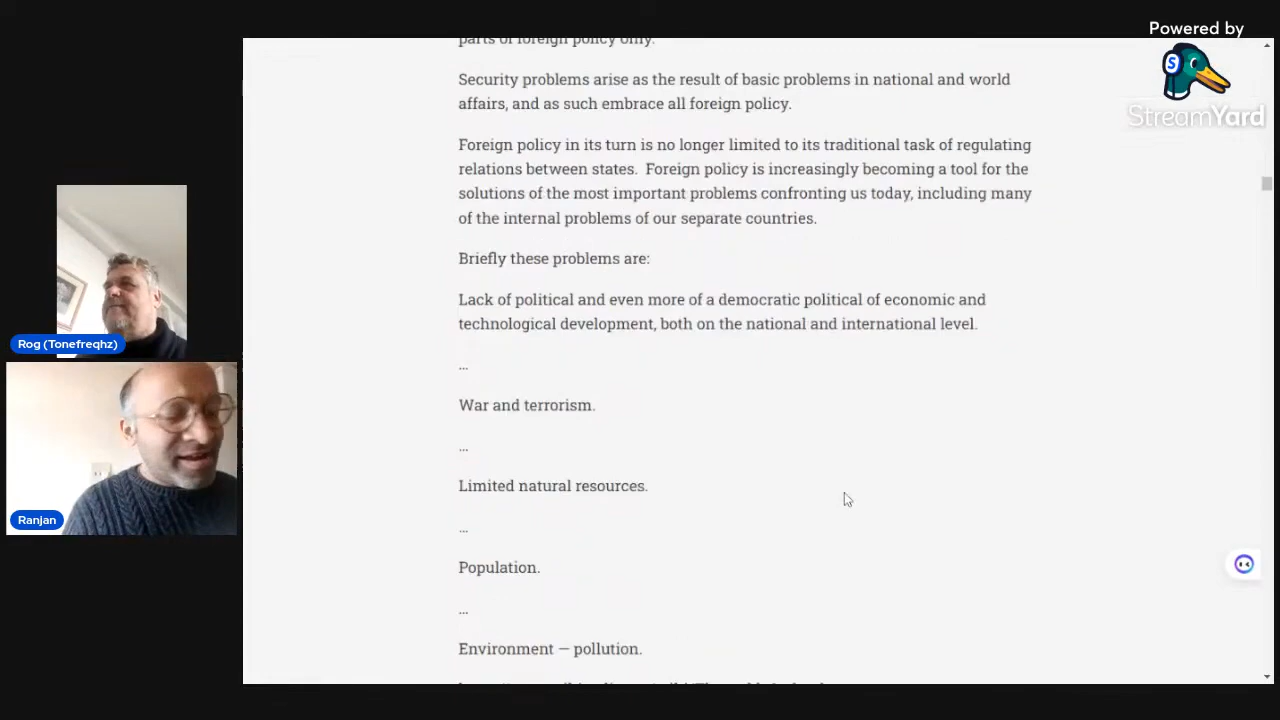 Powered by
StreamYard
parts of foreign policy only.
Security problems arise as the result of basic problems in national and world
affairs, and as such embrace all foreign policy.
Foreign policy in its turn is no longer limited to its traditional task of regulating
relations between states.  Foreign policy is increasingly becoming a tool for the
solutions of the most important problems confronting us today, including many
of the internal problems of our separate countries.
Briefly these problems are:
Lack of political and even more of a democratic political of economic and
technological development, both on the national and international level.
...
War and terrorism.
...
Limited natural resources.
...
Population.
...
Environment — pollution.
Rog (Tonefreqhz)
Ranjan